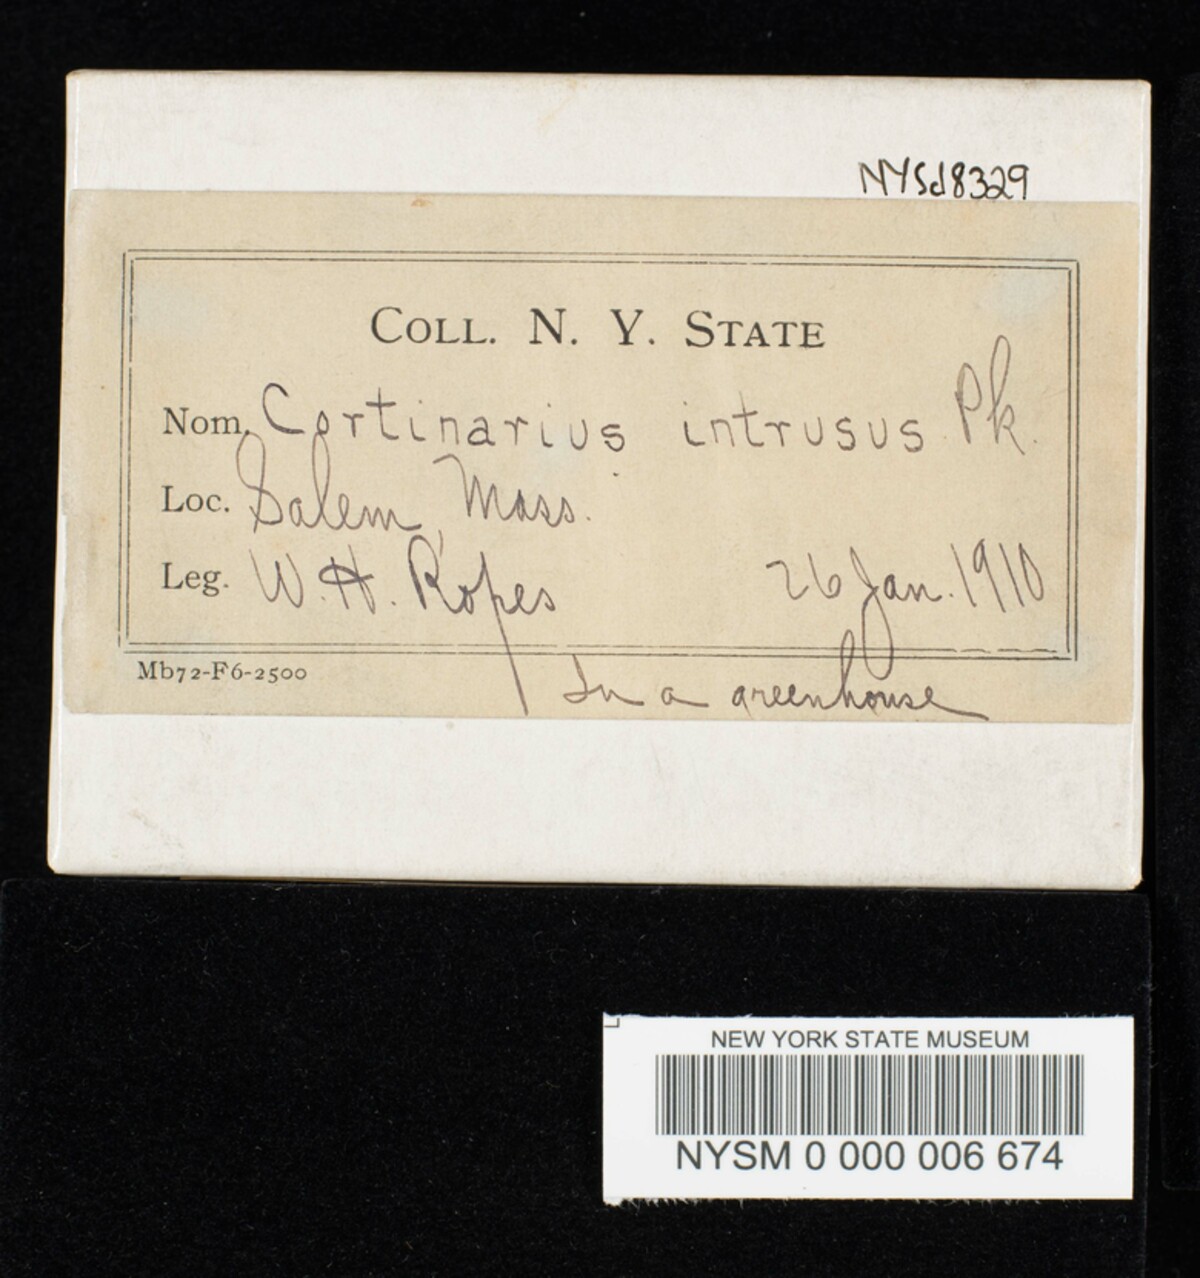 NYSd8329
COLL. N. Y. STATE
Nom. Cortinarius intrusus Pk.
Loc. Salem, Mass.
Leg. W. H. Ropes 26 Jan. 1910
Mb72-F6-2500
In a greenhouse
NEW YORK STATE MUSEUM
NYSM 0 000 006 674